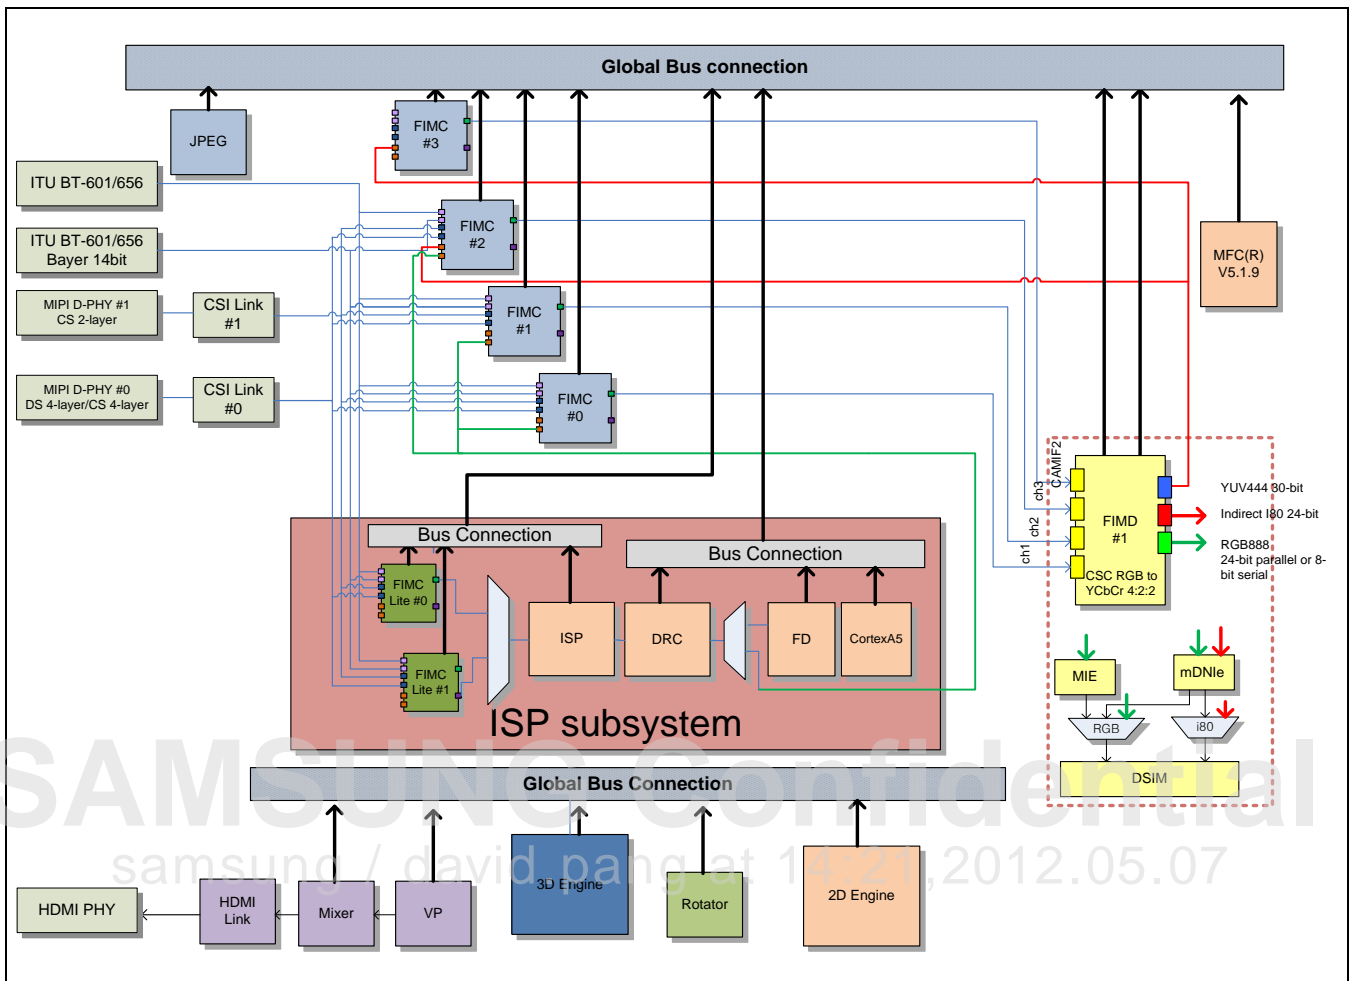 Global Bus connection
JPEG
FIMC
#3
ITU BT-601/656
FIMC
#2
ITU BT-601/656
Bayer 14bit
MFC(R)
V5.1.9
MIPI D-PHY #1
CS 2-layer
CSI Link
#1
FIMC
#1
MIPI D-PHY #0
DS 4-layer/CS 4-layer
CSI Link
#0
FIMC
#0
CAMIF2
ch3
ch2
ch1
FIMD
#1
CSC RGB to
YCbCr 4:2:2
YUV444 30-bit
Indirect I80 24-bit
RGB888
24-bit parallel or 8-
bit serial
Bus Connection
Bus Connection
FIMC
Lite #0
FIMC
Lite #1
ISP
DRC
FD
CortexA5
ISP subsystem
MIE
mDNIe
RGB
i80
DSIM
SAMSUNG Confidential
Global Bus Connection
samsung / david.pang at 14:21,2012.05.07
3D Engine
2D Engine
Rotator
HDMI PHY
HDMI
Link
Mixer
VP